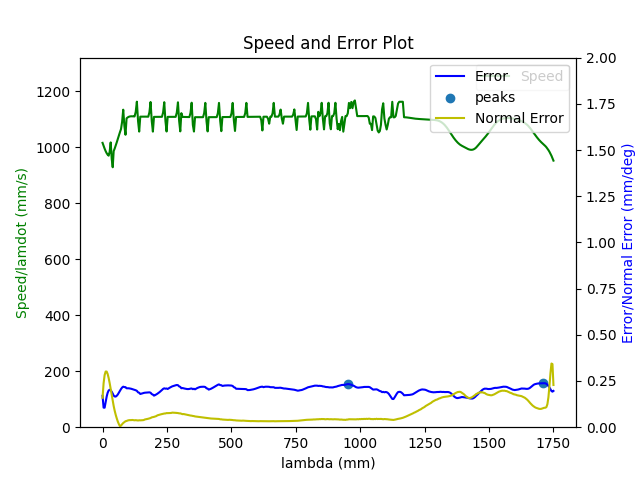 Speed and Error Plot
Error
Speed
peaks
Normal Error
1200
1000
800
600
400
200
0
Speed/lamdot (mm/s)
2.00
1.75
1.50
1.25
1.00
0.75
0.50
0.25
0.00
Error/Normal Error (mm/deg)
0 250 500 750 1000 1250 1500 1750
lambda (mm)